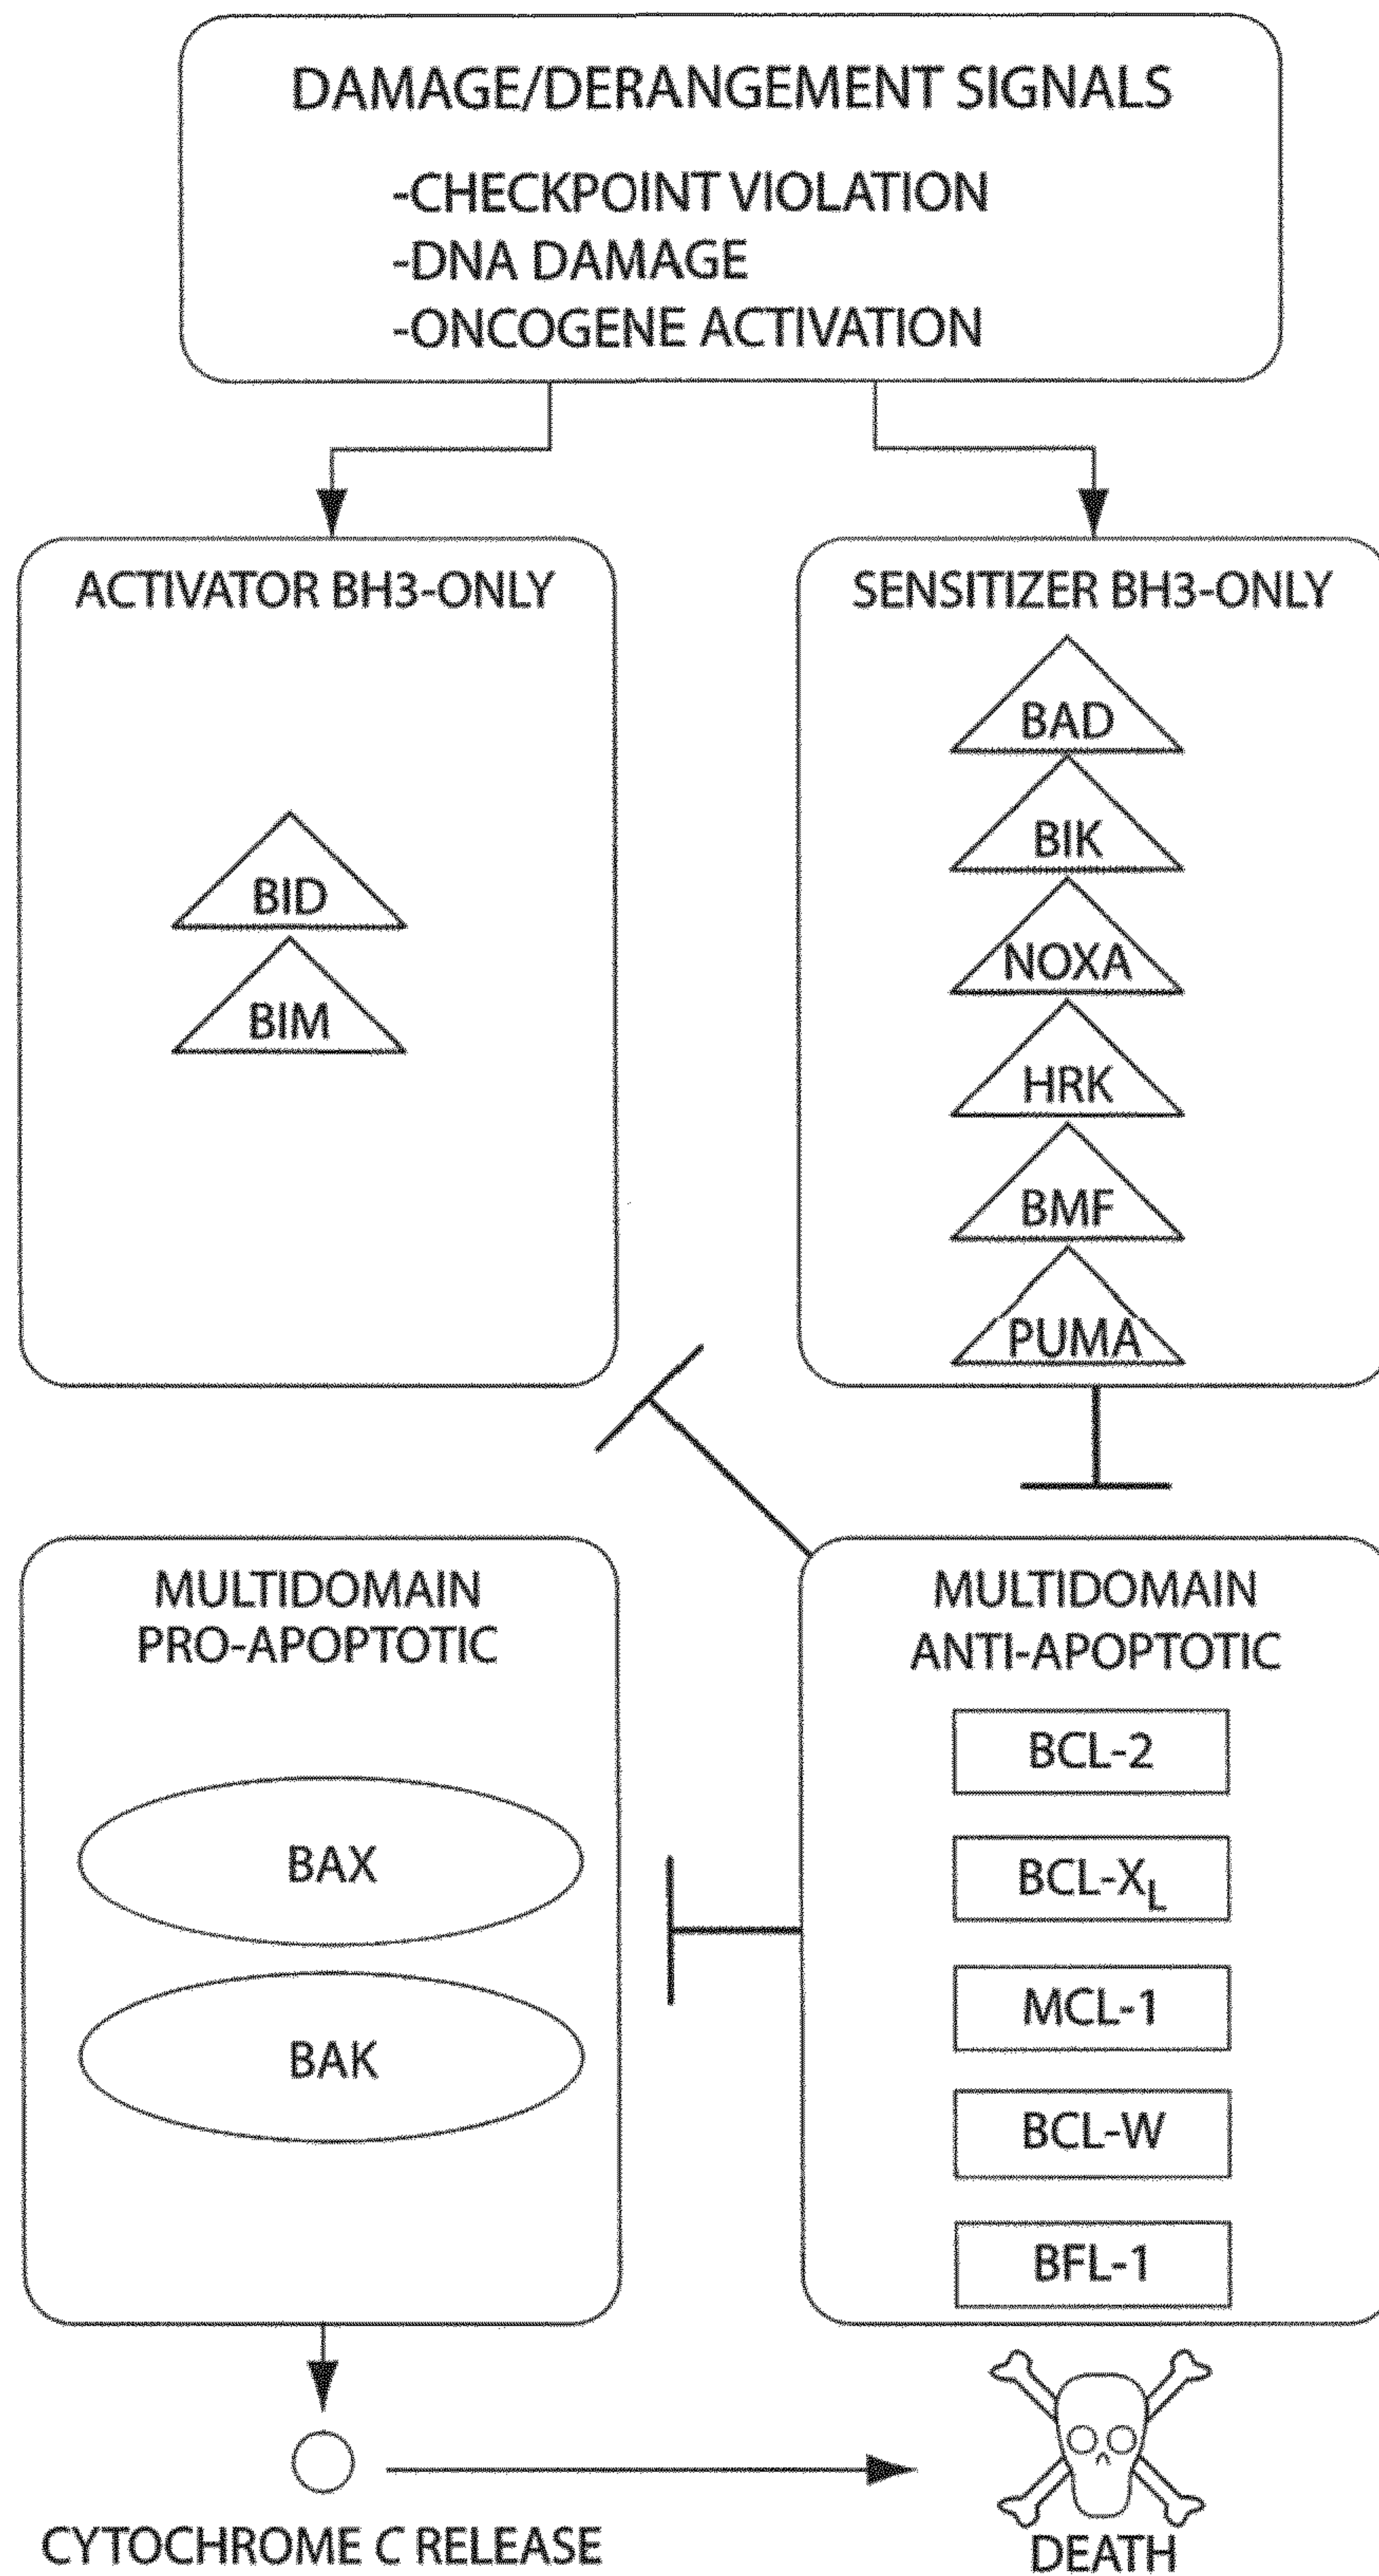 DAMAGE/DERANGEMENT SIGNALS
-CHECKPOINT VIOLATION
-DNA DAMAGE
-ONCOGENE ACTIVATION
ACTIVATOR BH3-ONLY
BID
BIM
SENSITIZER BH3-ONLY
BAD
BIK
NOXA
HRK
BMF
PUMA
MULTIDOMAIN
PRO-APOPTOTIC
BAX
BAK
MULTIDOMAIN
ANTI-APOPTOTIC
BCL-2
BCL-XL
MCL-1
BCL-W
BFL-1
CYTOCHROME C RELEASE
DEATH